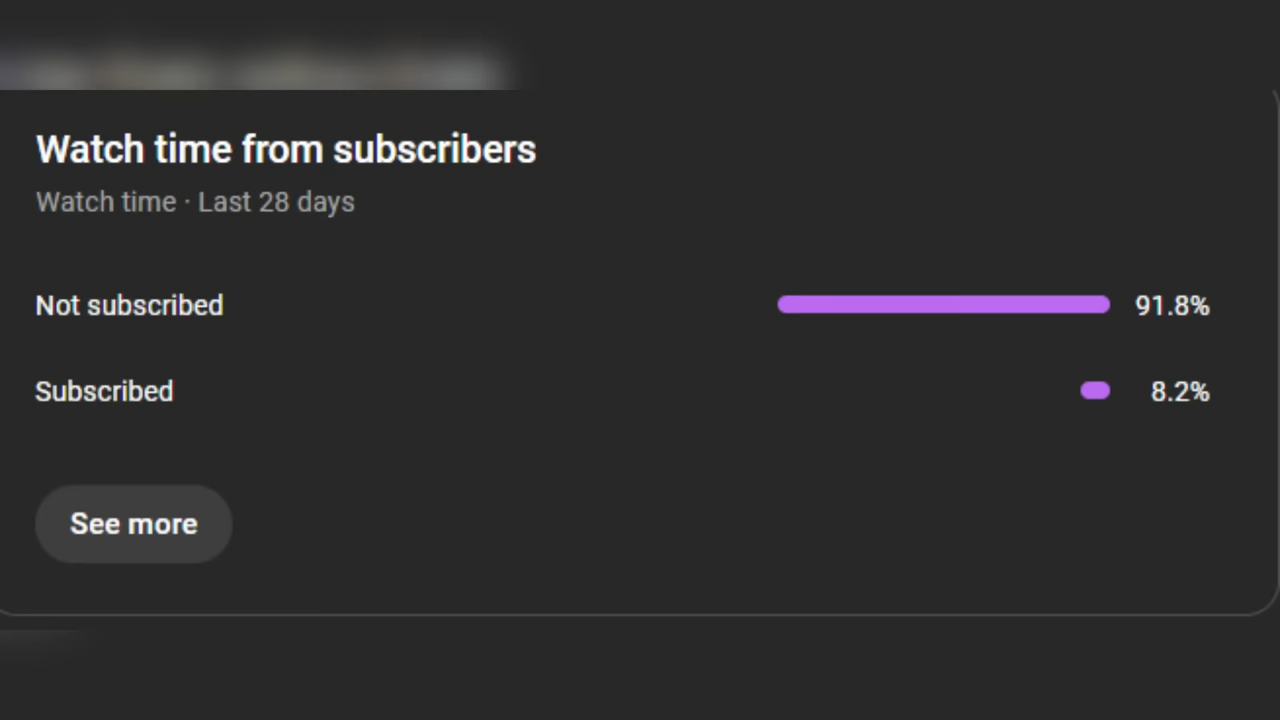 Watch time from subscribers
Watch time · Last 28 days
Not subscribed 91.8%
Subscribed 8.2%
See more